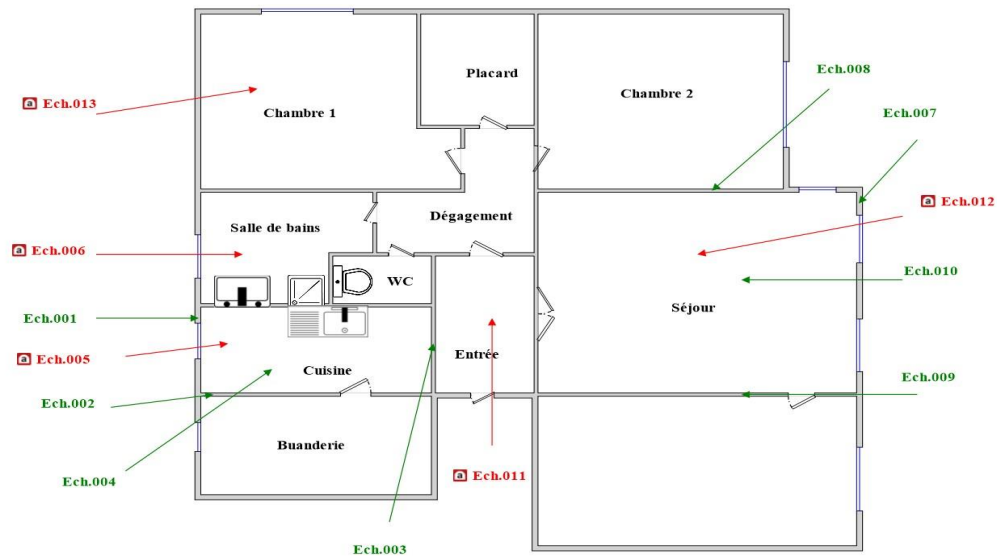 Placard
Ech.008
Chambre 2
a Ech.013
Chambre 1
Ech.007
a Ech.012
Dégagement
Salle de bains
a Ech.006
Ech.010
WC
Séjour
Ech.001
a Ech.005
Entrée
Cuisine
Ech.009
Ech.002
Buanderie
Ech.004
a Ech.011
Ech.003